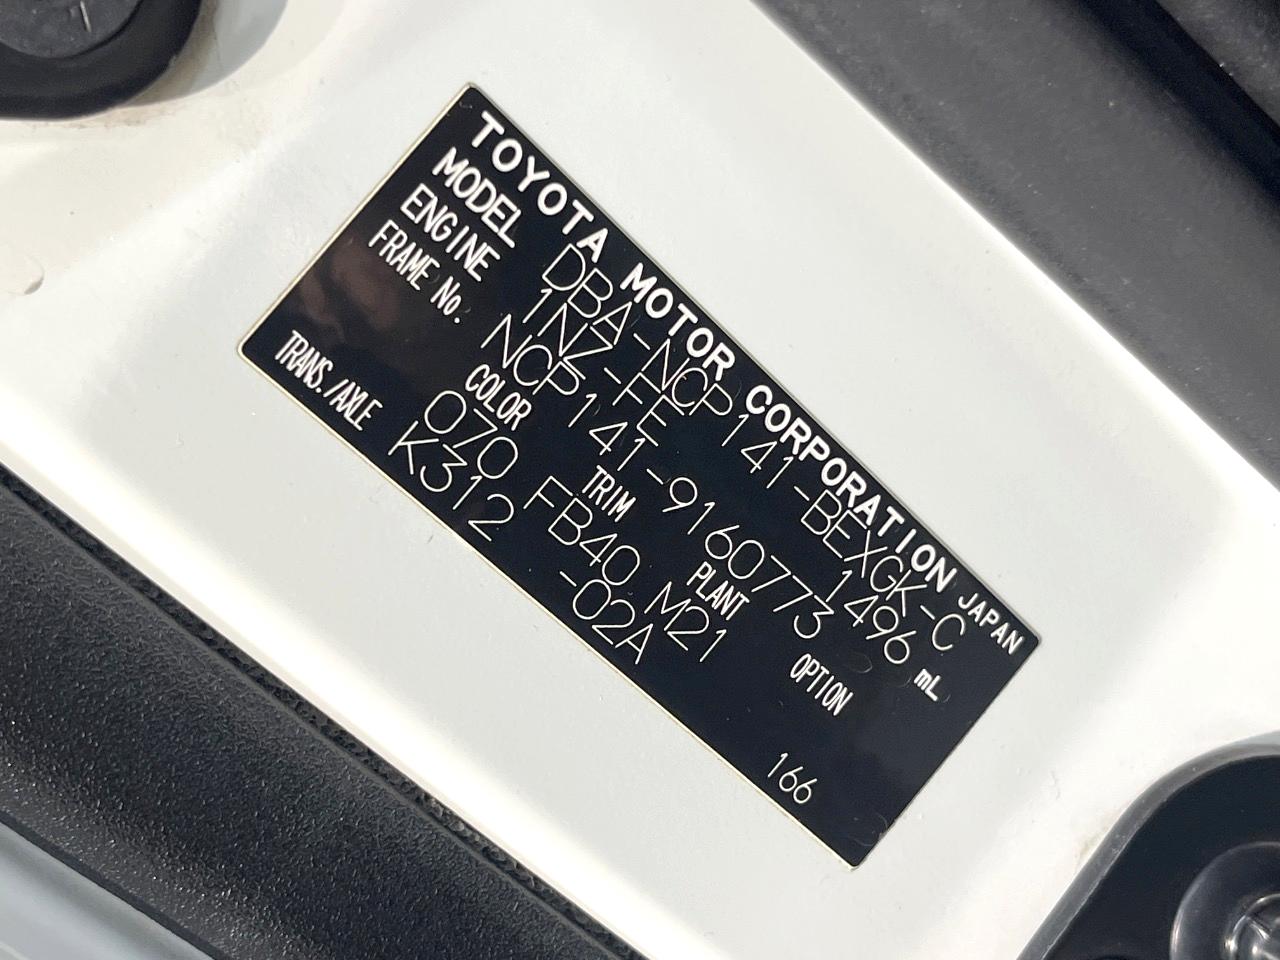 TOYOTA MOTOR CORPORATION JAPAN
MODEL DBA-NCP141-BEXGK-C
ENGINE 1NZ-FE 1496 mL
FRAME No. NCP141-9160773
COLOR TRIM PLANT OPTION
070 FB40 M21
TRANS./AXLE K312 -02A
166